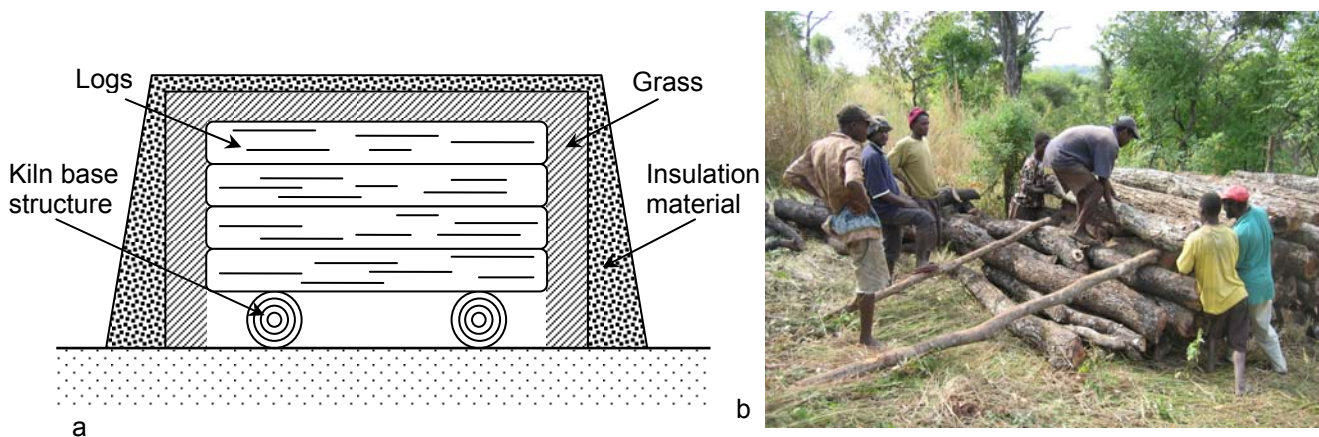 Logs
Grass
Kiln base
structure
Insulation
material
a
b